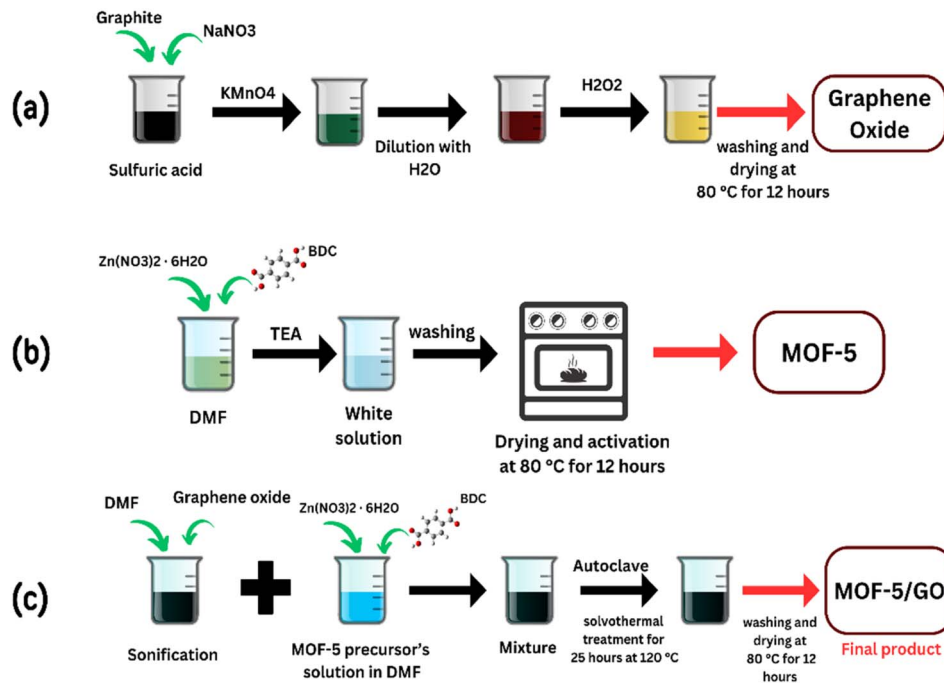 Graphite
NaNO3
(a)
KMnO4
H2O2
Graphene
Oxide
Sulfuric acid
Dilution with
H2O
washing and
drying at
80 °C for 12 hours
Zn(NO3)2 · 6H2O
BDC
(b)
TEA
washing
MOF-5
DMF
White
solution
Drying and activation
at 80 °C for 12 hours
DMF
Graphene oxide
Zn(NO3)2 · 6H2O
BDC
(c)
Autoclave
solvothermal
treatment for
25 hours at 120 °C
MOF-5/GO
Sonification
MOF-5 precursor's
solution in DMF
Mixture
washing and
drying at
80 °C for 12
hours
Final product